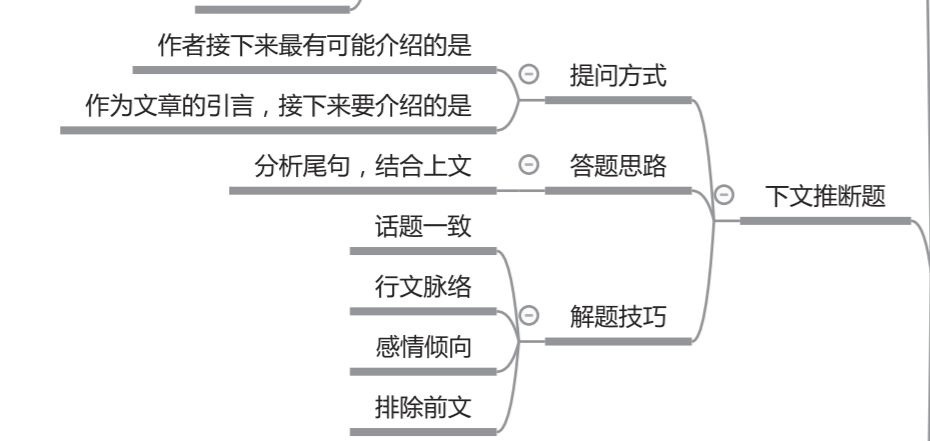 作者接下来最有可能介绍的是
提问方式
作为文章的引言，接下来要介绍的是
分析尾句，结合上文
答题思路
下文推断题
话题一致
行文脉络
解题技巧
感情倾向
排除前文